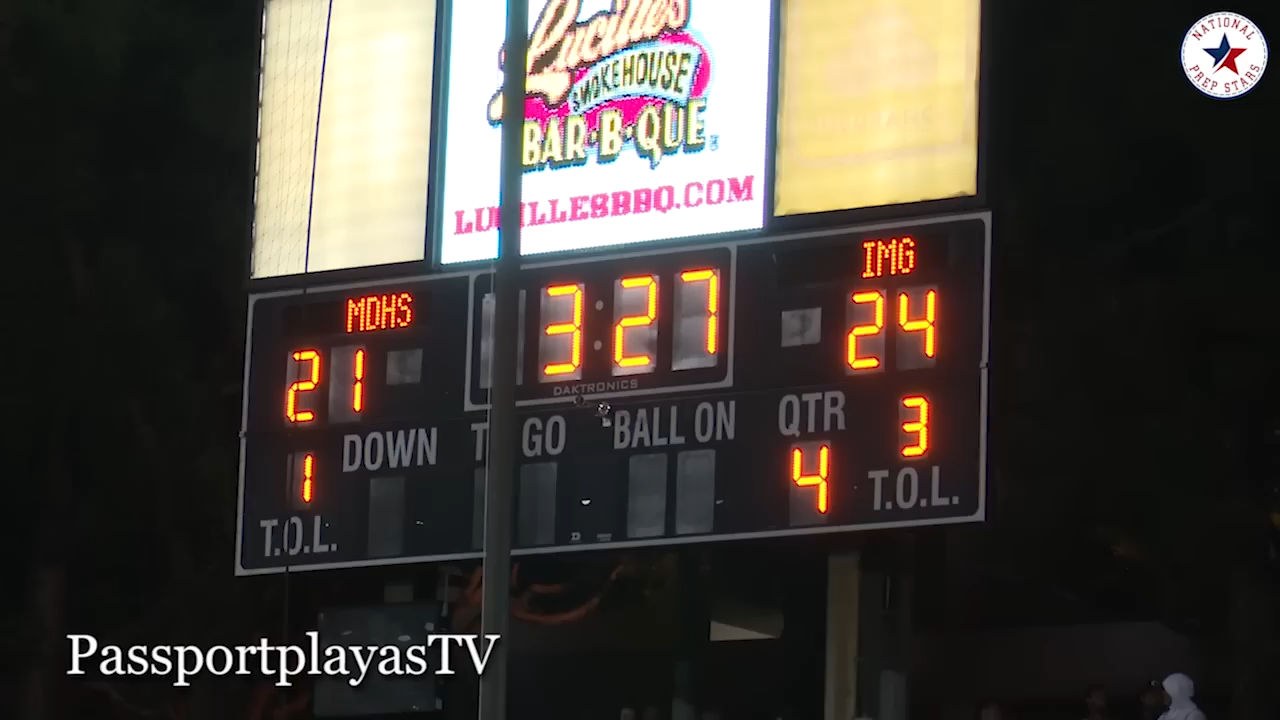 Lucille's
SMOKEHOUSE
BAR·B·QUE
LUCILLESBBQ.COM
NATIONAL
PREP STARS
MDHS
3:27
IMG
21
24
DAKTRONICS
DOWN
GO
BALL ON
QTR
3
1
4
T.O.L.
T.O.L.
PassportplayasTV